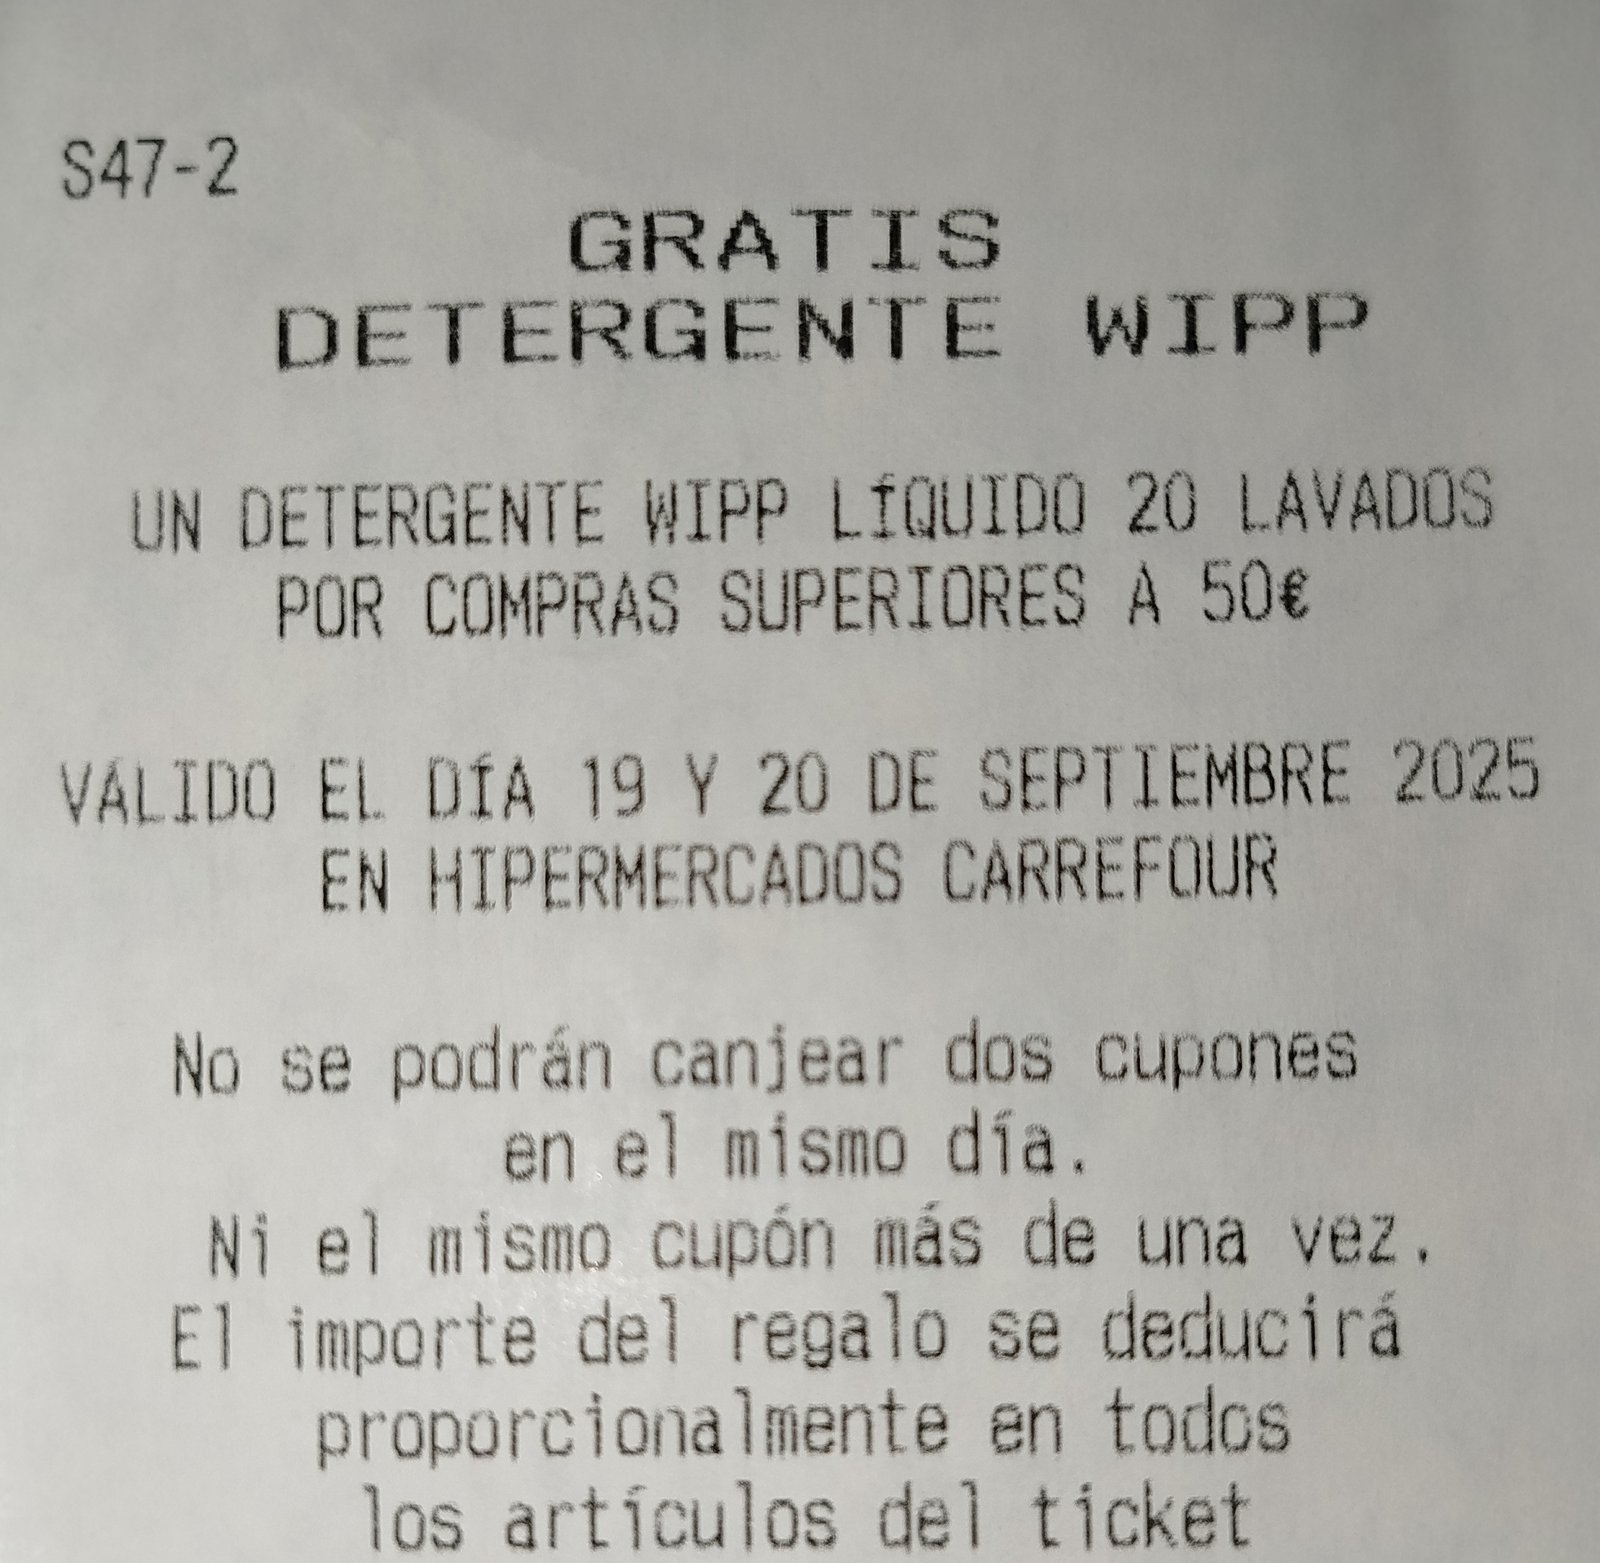 S47-2
GRATIS
DETERGENTE WIPP
UN DETERGENTE WIPP LÍQUIDO 20 LAVADOS
POR COMPRAS SUPERIORES A 50€
VALIDO EL DÍA 19 Y 20 DE SEPTIEMBRE 2025
EN HIPERMERCADOS CARREFOUR
No se podrán canjear dos cupones
en el mismo día.
Ni el mismo cupón más de una vez.
El importe del regalo se deducirá
proporcionalmente en todos
los artículos del ticket